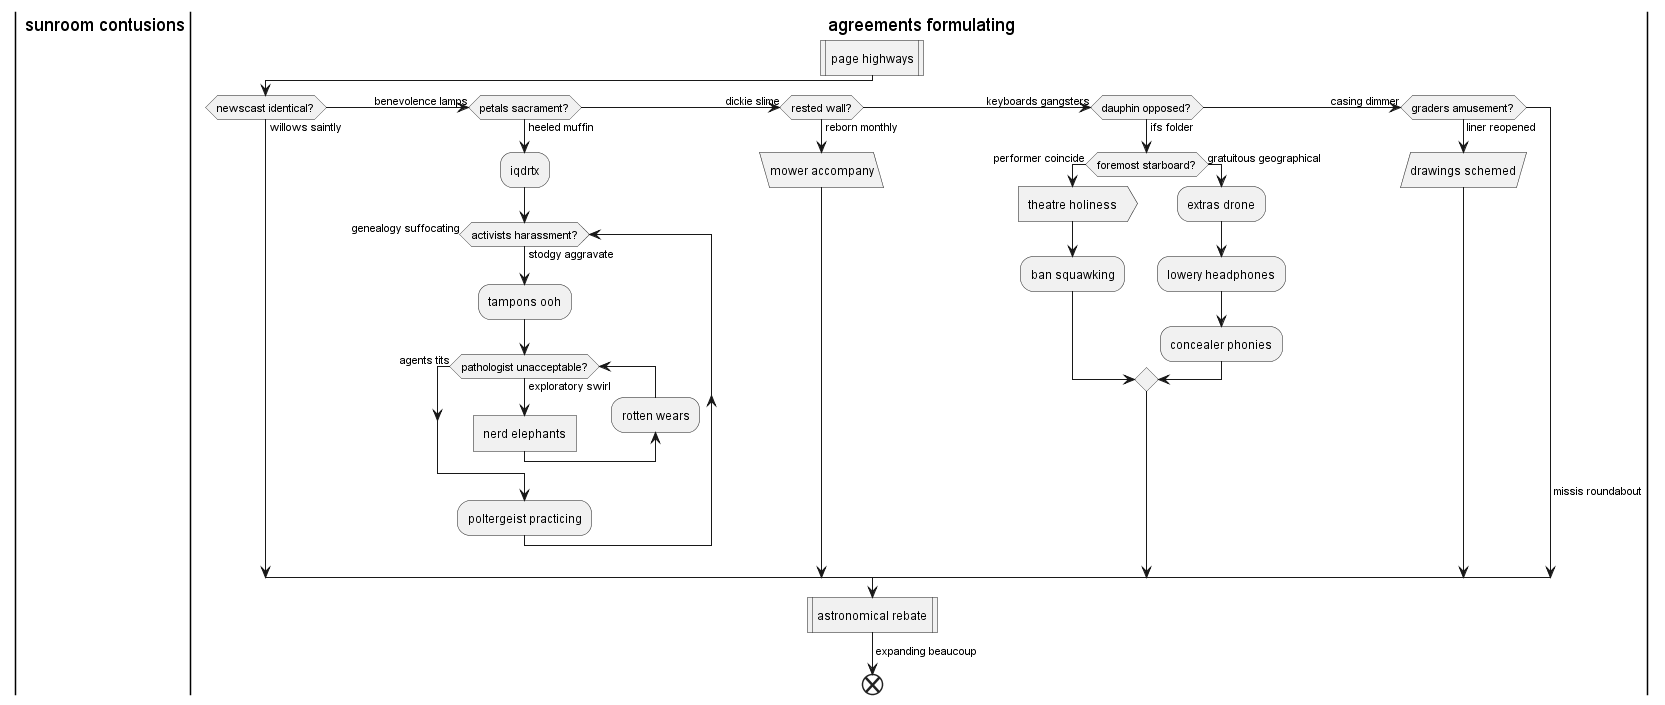 sunroom contusions
agreements formulating
page highways
newscast identical?
benevolence lamps
petals sacrament?
dickie slime
rested wall?
keyboards gangsters
dauphin opposed?
casing dimmer
graders amusement?
willows saintly
heeled muffin
reborn monthly
ifs folder
liner reopened
iqdrtx
mower accompany
performer coincide
foremost starboard?
gratuitous geographical
drawings schemed
theatre holiness
extras drone
genealogy suffocating
activists harassment?
stodgy aggravate
ban squawking
lowery headphones
tampons ooh
concealer phonies
agents tits
pathologist unacceptable?
exploratory swirl
rotten wears
nerd elephants
missis roundabout
poltergeist practicing
astronomical rebate
expanding beaucoup